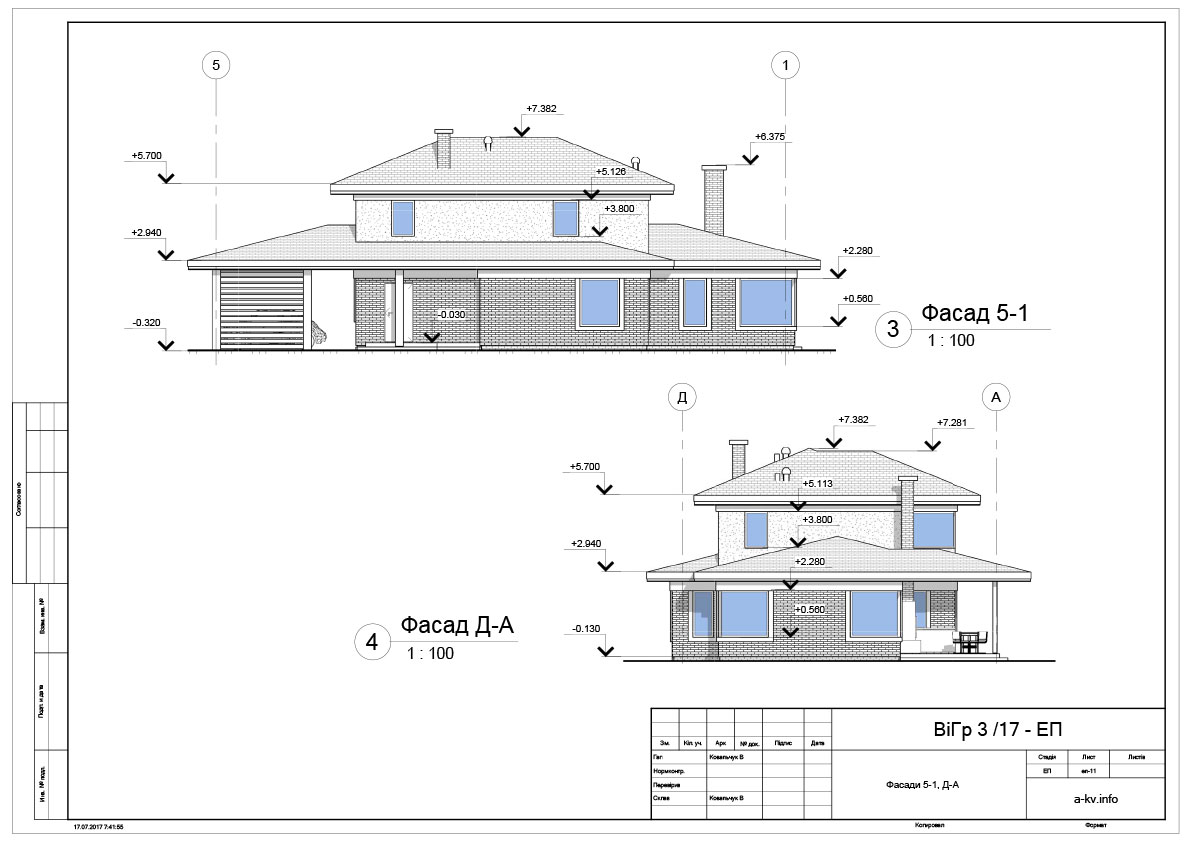 5
1
+7.382
+6.375
+5.700
+5.126
+3.800
+2.940
+2.280
+0.560
-0.320
-0.030
3
Фасад 5-1
1 : 100
Д
А
+7.382
+7.281
+5.700
+5.113
+3.800
+2.940
+2.280
+0.560
-0.130
4
Фасад Д-А
1 : 100
Согласовано
Взам. инв. №
Подп. и дата
Инв. № подл.
ВіГр 3 /17 - ЕП
Зм. Кіл. уч. Арк № док. Підпис Дата
Гап Ковальчук В
Нормконтр.
Перевірив
Склав Ковальчук В
Фасади 5-1, Д-А
Стадія Лист Листів
ЕП еп-11
a-kv.info
17.07.2017 7:41:55
Копировал Формат